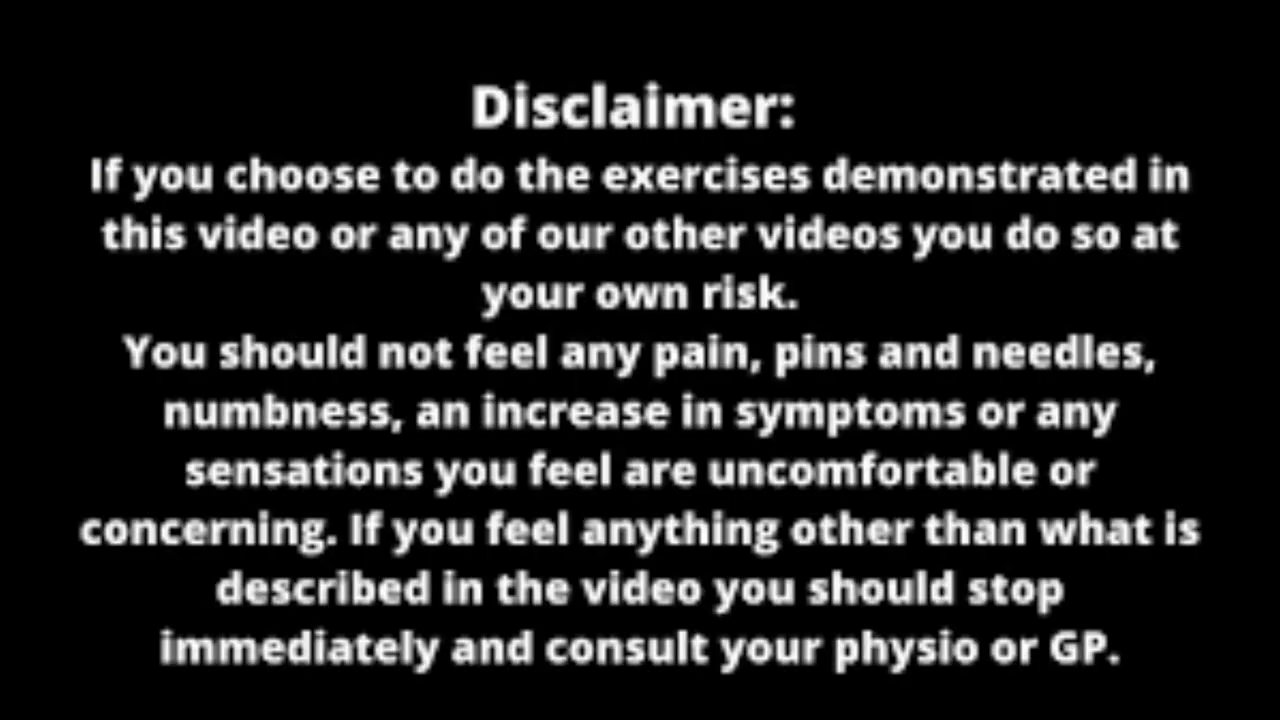 Disclaimer:
If you choose to do the exercises demonstrated in
this video or any of our other videos you do so at
your own risk.
You should not feel any pain, pins and needles,
numbness, an increase in symptoms or any
sensations you feel are uncomfortable or
concerning. If you feel anything other than what is
described in the video you should stop
immediately and consult your physio or GP.